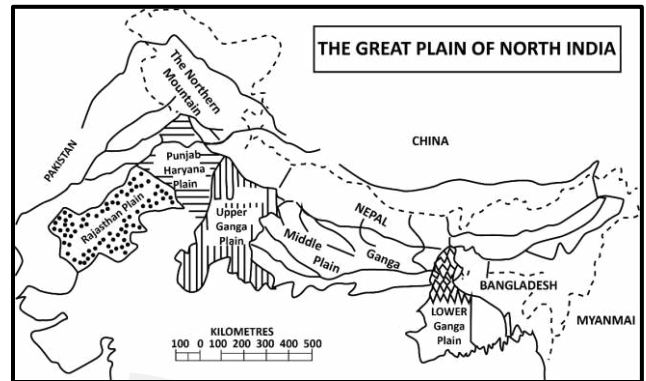 THE GREAT PLAIN OF NORTH INDIA
The Northern
Mountain
CHINA
PAKISTAN
Punjab
Haryana
Plain
Rajasthan Plain
Upper
Ganga
Plain
NEPAL
Middle Ganga
Plain
BANGLADESH
MYANMAI
LOWER
Ganga
Plain
KILOMETRES
100 0 100 200 300 400 500